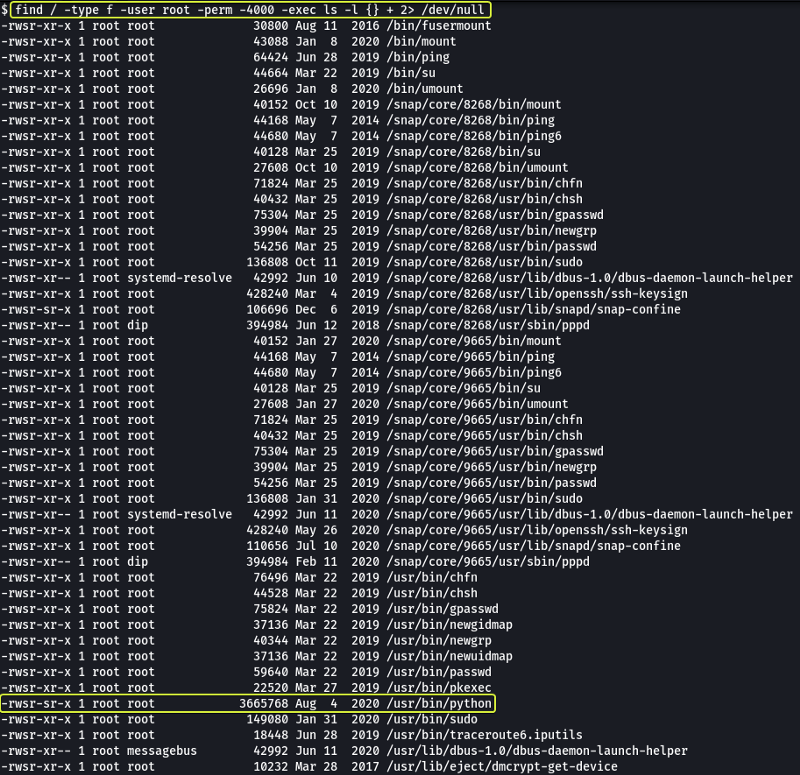 $ find / -type f -user root -perm -4000 -exec ls -l {} + 2> /dev/null
-rwsr-xr-x 1 root root 30800 Aug 11 2016 /bin/fusermount
-rwsr-xr-x 1 root root 43088 Jan 8 2020 /bin/mount
-rwsr-xr-x 1 root root 64424 Jun 28 2019 /bin/ping
-rwsr-xr-x 1 root root 44664 Mar 22 2019 /bin/su
-rwsr-xr-x 1 root root 26696 Jan 8 2020 /bin/umount
-rwsr-xr-x 1 root root 40152 Oct 10 2019 /snap/core/8268/bin/mount
-rwsr-xr-x 1 root root 44168 May 7 2014 /snap/core/8268/bin/ping
-rwsr-xr-x 1 root root 44680 May 7 2014 /snap/core/8268/bin/ping6
-rwsr-xr-x 1 root root 40128 Mar 25 2019 /snap/core/8268/bin/su
-rwsr-xr-x 1 root root 27608 Oct 10 2019 /snap/core/8268/bin/umount
-rwsr-xr-x 1 root root 71824 Mar 25 2019 /snap/core/8268/usr/bin/chfn
-rwsr-xr-x 1 root root 40432 Mar 25 2019 /snap/core/8268/usr/bin/chsh
-rwsr-xr-x 1 root root 75304 Mar 25 2019 /snap/core/8268/usr/bin/gpasswd
-rwsr-xr-x 1 root root 39904 Mar 25 2019 /snap/core/8268/usr/bin/newgrp
-rwsr-xr-x 1 root root 54256 Mar 25 2019 /snap/core/8268/usr/bin/passwd
-rwsr-xr-x 1 root root 136808 Oct 11 2019 /snap/core/8268/usr/bin/sudo
-rwsr-xr-- 1 root systemd-resolve 42992 Jun 10 2019 /snap/core/8268/usr/lib/dbus-1.0/dbus-daemon-launch-helper
-rwsr-xr-x 1 root root 428240 Mar 4 2019 /snap/core/8268/usr/lib/openssh/ssh-keysign
-rwsr-sr-x 1 root root 106696 Dec 6 2019 /snap/core/8268/usr/lib/snapd/snap-confine
-rwsr-xr-- 1 root dip 394984 Jun 12 2018 /snap/core/8268/usr/sbin/pppd
-rwsr-xr-x 1 root root 40152 Jan 27 2020 /snap/core/9665/bin/mount
-rwsr-xr-x 1 root root 44168 May 7 2014 /snap/core/9665/bin/ping
-rwsr-xr-x 1 root root 44680 May 7 2014 /snap/core/9665/bin/ping6
-rwsr-xr-x 1 root root 40128 Mar 25 2019 /snap/core/9665/bin/su
-rwsr-xr-x 1 root root 27608 Jan 27 2020 /snap/core/9665/bin/umount
-rwsr-xr-x 1 root root 71824 Mar 25 2019 /snap/core/9665/usr/bin/chfn
-rwsr-xr-x 1 root root 40432 Mar 25 2019 /snap/core/9665/usr/bin/chsh
-rwsr-xr-x 1 root root 75304 Mar 25 2019 /snap/core/9665/usr/bin/gpasswd
-rwsr-xr-x 1 root root 39904 Mar 25 2019 /snap/core/9665/usr/bin/newgrp
-rwsr-xr-x 1 root root 54256 Mar 25 2019 /snap/core/9665/usr/bin/passwd
-rwsr-xr-x 1 root root 136808 Jan 31 2020 /snap/core/9665/usr/bin/sudo
-rwsr-xr-- 1 root systemd-resolve 42992 Jun 11 2020 /snap/core/9665/usr/lib/dbus-1.0/dbus-daemon-launch-helper
-rwsr-xr-x 1 root root 428240 May 26 2020 /snap/core/9665/usr/lib/openssh/ssh-keysign
-rwsr-xr-x 1 root root 110656 Jul 10 2020 /snap/core/9665/usr/lib/snapd/snap-confine
-rwsr-xr-- 1 root dip 394984 Feb 11 2020 /snap/core/9665/usr/sbin/pppd
-rwsr-xr-x 1 root root 76496 Mar 22 2019 /usr/bin/chfn
-rwsr-xr-x 1 root root 44528 Mar 22 2019 /usr/bin/chsh
-rwsr-xr-x 1 root root 75824 Mar 22 2019 /usr/bin/gpasswd
-rwsr-xr-x 1 root root 37136 Mar 22 2019 /usr/bin/newgidmap
-rwsr-xr-x 1 root root 40344 Mar 22 2019 /usr/bin/newgrp
-rwsr-xr-x 1 root root 37136 Mar 22 2019 /usr/bin/newuidmap
-rwsr-xr-x 1 root root 59640 Mar 22 2019 /usr/bin/passwd
-rwsr-xr-x 1 root root 22520 Mar 27 2019 /usr/bin/pkexec
-rwsr-sr-x 1 root root 3665768 Aug 4 2020 /usr/bin/python
-rwsr-xr-x 1 root root 149080 Jan 31 2020 /usr/bin/sudo
-rwsr-xr-x 1 root root 18448 Jun 28 2019 /usr/bin/traceroute6.iputils
-rwsr-xr-- 1 root messagebus 42992 Jun 11 2020 /usr/lib/dbus-1.0/dbus-daemon-launch-helper
-rwsr-xr-x 1 root root 10232 Mar 28 2017 /usr/lib/eject/dmcrypt-get-device